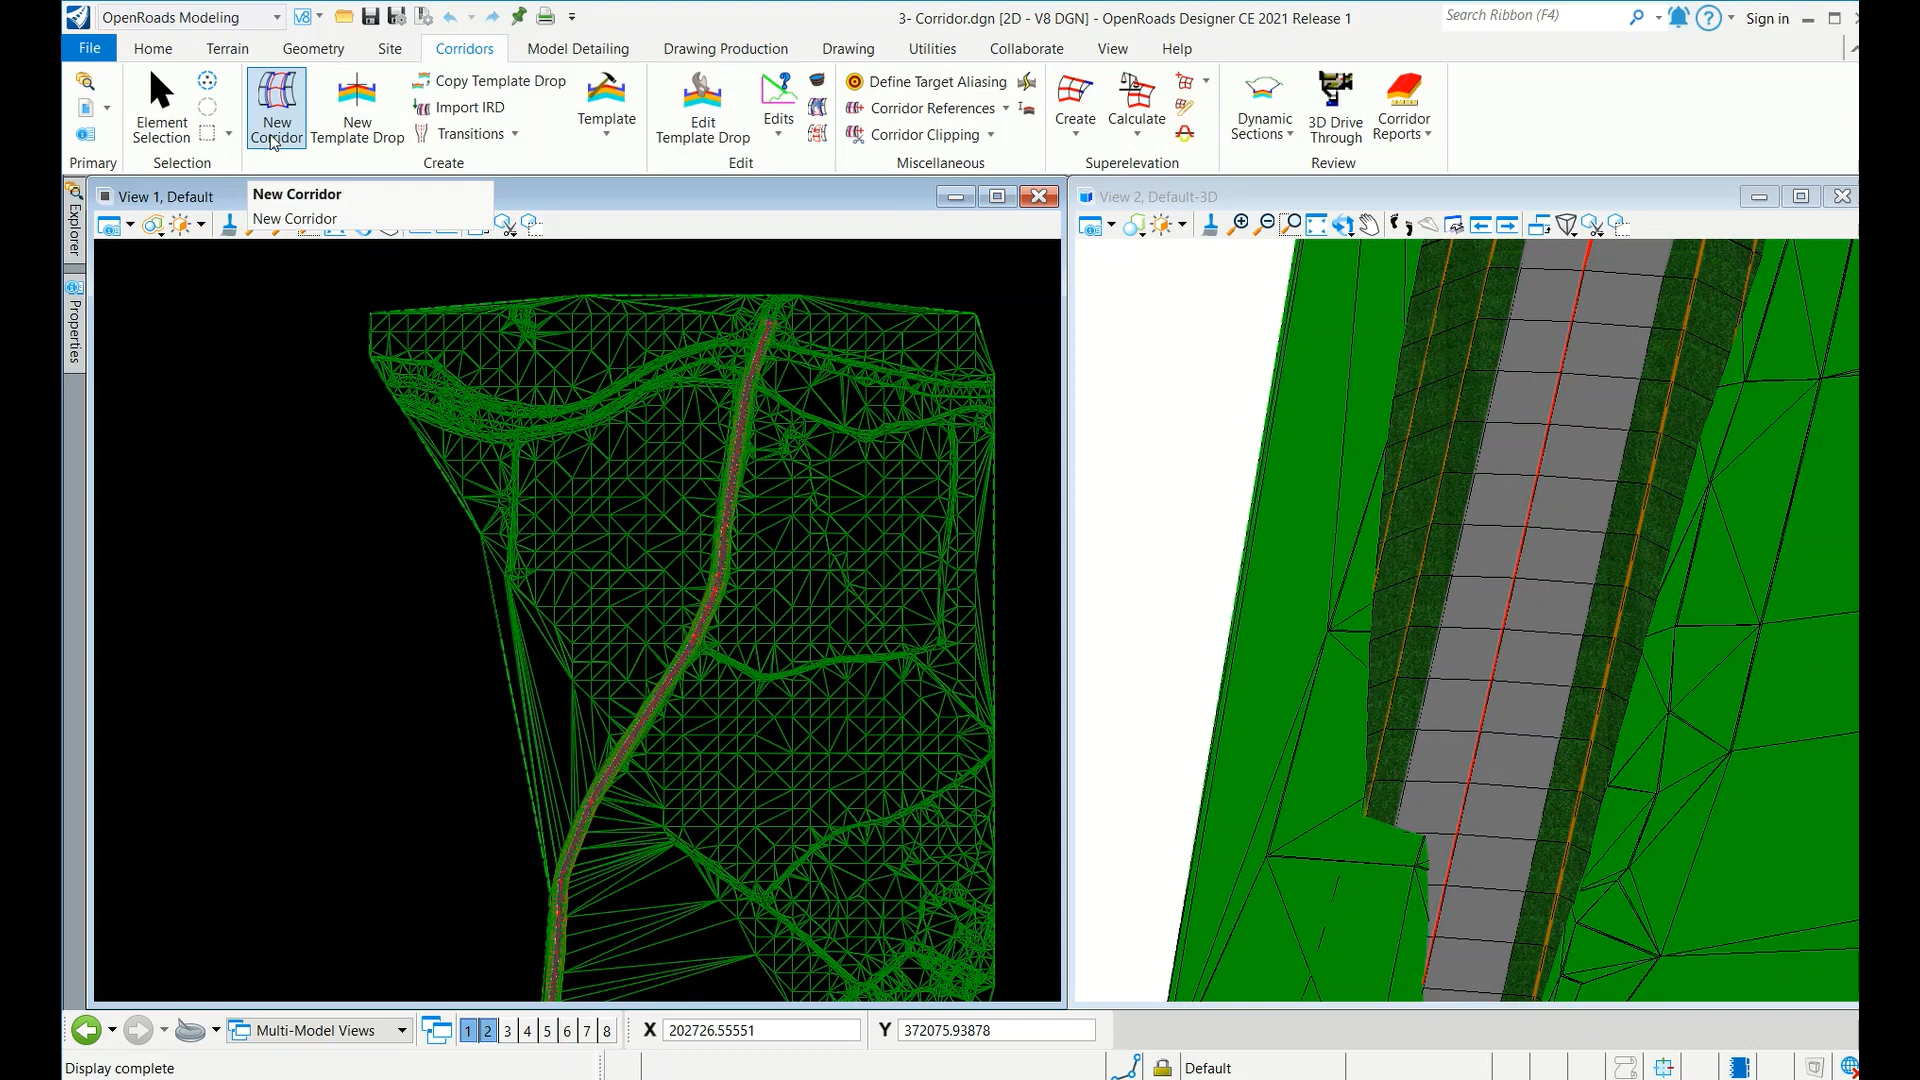 OpenRoads Modeling
3- Corridor.dgn [2D - V8 DGN] - OpenRoads Designer CE 2021 Release 1
Search Ribbon (F4)
Sign in
File
Home
Terrain
Geometry
Site
Corridors
Model Detailing
Drawing Production
Drawing
Utilities
Collaborate
View
Help
Element
Selection
New
Corridor
New
Template Drop
Copy Template Drop
Import IRD
Transitions
Template
Edit
Template Drop
Edits
Define Target Aliasing
Corridor References
Corridor Clipping
Create
Calculate
Dynamic
Sections
3D Drive
Through
Corridor
Reports
Primary
Selection
Create
Edit
Miscellaneous
Superelevation
Review
Explorer
Properties
View 1, Default
New Corridor
New Corridor
View 2, Default-3D
Multi-Model Views
1 2 3 4 5 6 7 8
X 202726.55551
Y 372075.93878
Display complete
Default